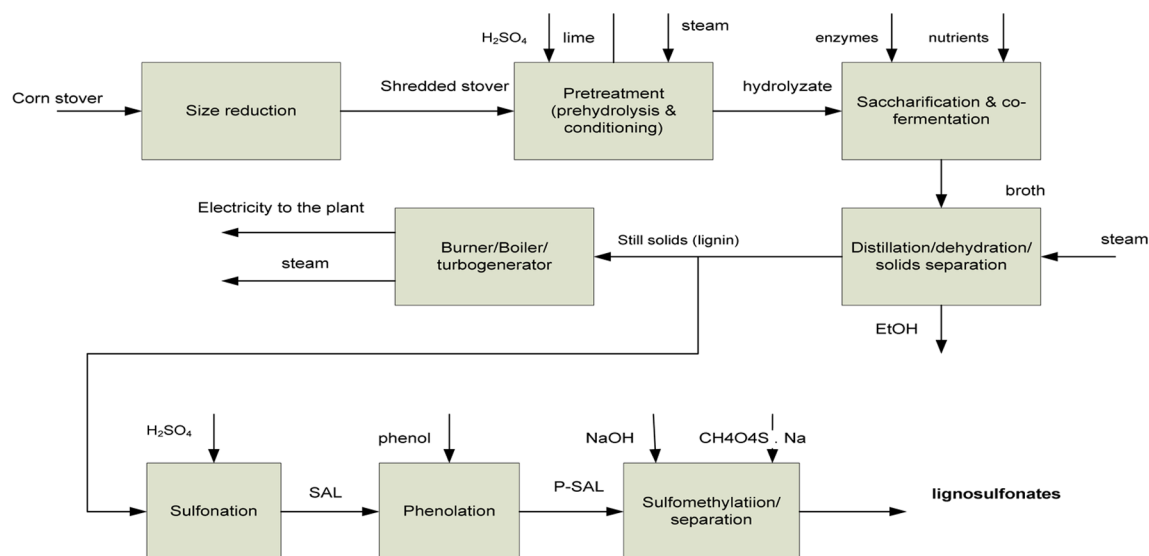 H₂SO₄
lime
steam
enzymes
nutrients
Corn stover
Size reduction
Shredded stover
Pretreatment
(prehydrolysis &
conditioning)
hydrolyzate
Saccharification & co-
fermentation
broth
Electricity to the plant
steam
Burner/Boiler/
turbogenerator
Still solids (lignin)
Distillation/dehydration/
solids separation
steam
EtOH
H₂SO₄
phenol
NaOH
CH4O4S . Na
Sulfonation
SAL
Phenolation
P-SAL
Sulfomethylatiion/
separation
lignosulfonates